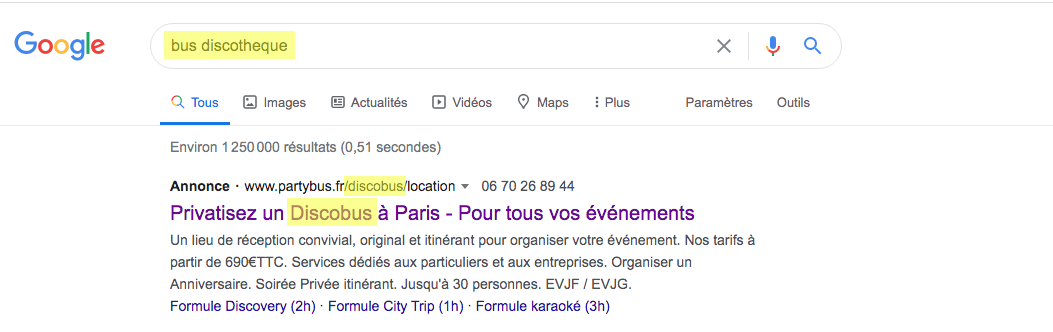 Google
bus discotheque
Tous Images Actualités Vidéos Maps Plus Paramètres Outils
Environ 1 250 000 résultats (0,51 secondes)
Annonce · www.partybus.fr/discobus/location 06 70 26 89 44
Privatisez un Discobus à Paris - Pour tous vos événements
Un lieu de réception convivial, original et itinérant pour organiser votre événement. Nos tarifs à
partir de 690€TTC. Services dédiés aux particuliers et aux entreprises. Organiser un
Anniversaire. Soirée Privée itinérant. Jusqu'à 30 personnes. EVJF / EVJG.
Formule Discovery (2h) · Formule City Trip (1h) · Formule karaoké (3h)